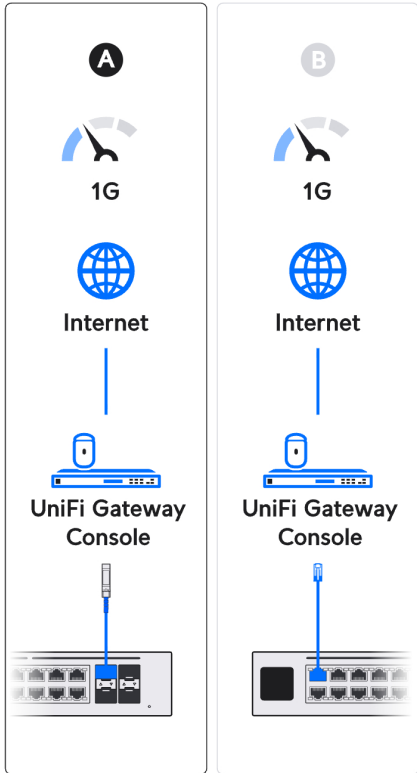 A
1G
Internet
UniFi Gateway
Console
B
1G
Internet
UniFi Gateway
Console